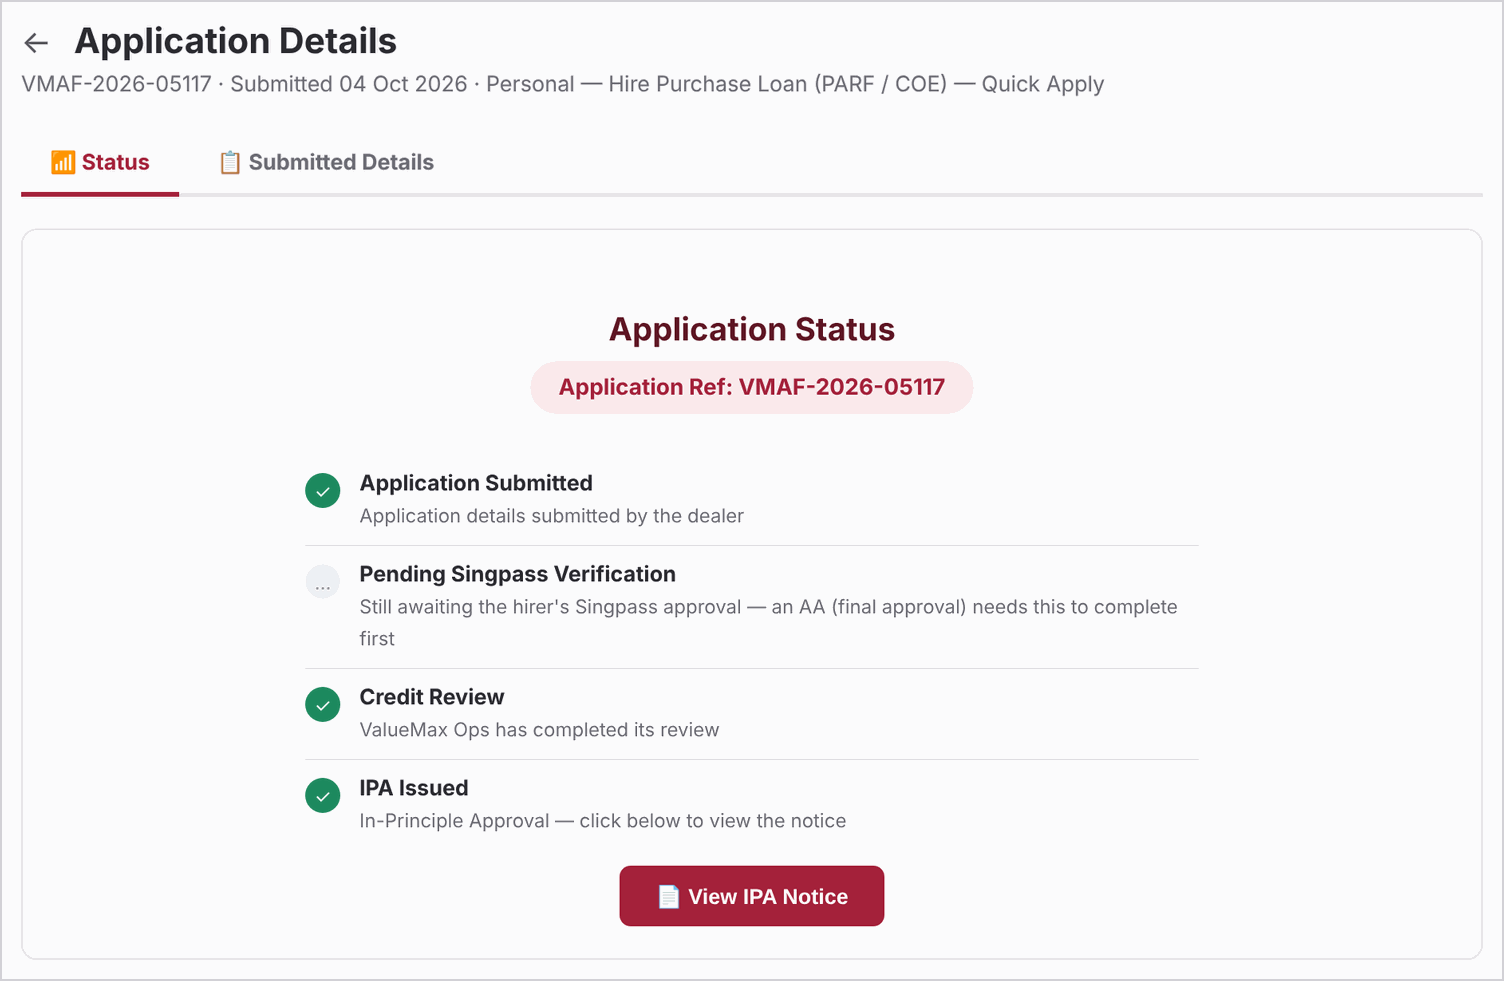 ← Application Details
VMAF-2026-05117 · Submitted 04 Oct 2026 · Personal — Hire Purchase Loan (PARF / COE) — Quick Apply
📶 Status
📋 Submitted Details
Application Status
Application Ref: VMAF-2026-05117
✓ Application Submitted
Application details submitted by the dealer
... Pending Singpass Verification
Still awaiting the hirer's Singpass approval — an AA (final approval) needs this to complete
first
✓ Credit Review
ValueMax Ops has completed its review
✓ IPA Issued
In-Principle Approval — click below to view the notice
📄 View IPA Notice